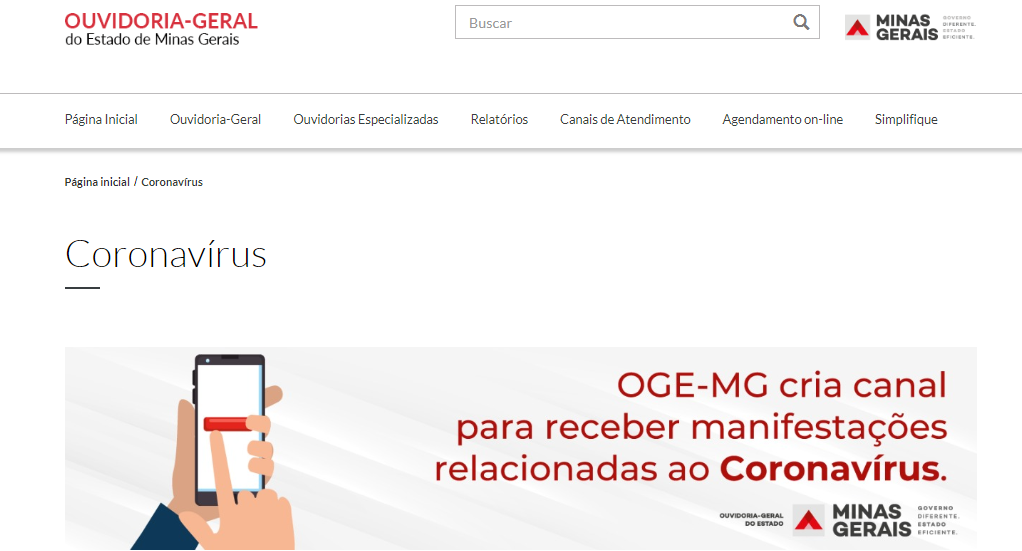 OUVIDORIA-GERAL
do Estado de Minas Gerais
Buscar
MINAS GERAIS
GOVERNO
DIFERENTE.
ESTADO
EFICIENTE.
Página Inicial Ouvidoria-Geral Ouvidorias Especializadas Relatórios Canais de Atendimento Agendamento on-line Simplifique
Página inicial / Coronavírus
Coronavírus
OGE-MG cria canal
para receber manifestações
relacionadas ao Coronavírus.
OUVIDORIA-GERAL
DO ESTADO
MINAS
GERAIS
GOVERNO
DIFERENTE.
ESTADO
EFICIENTE.